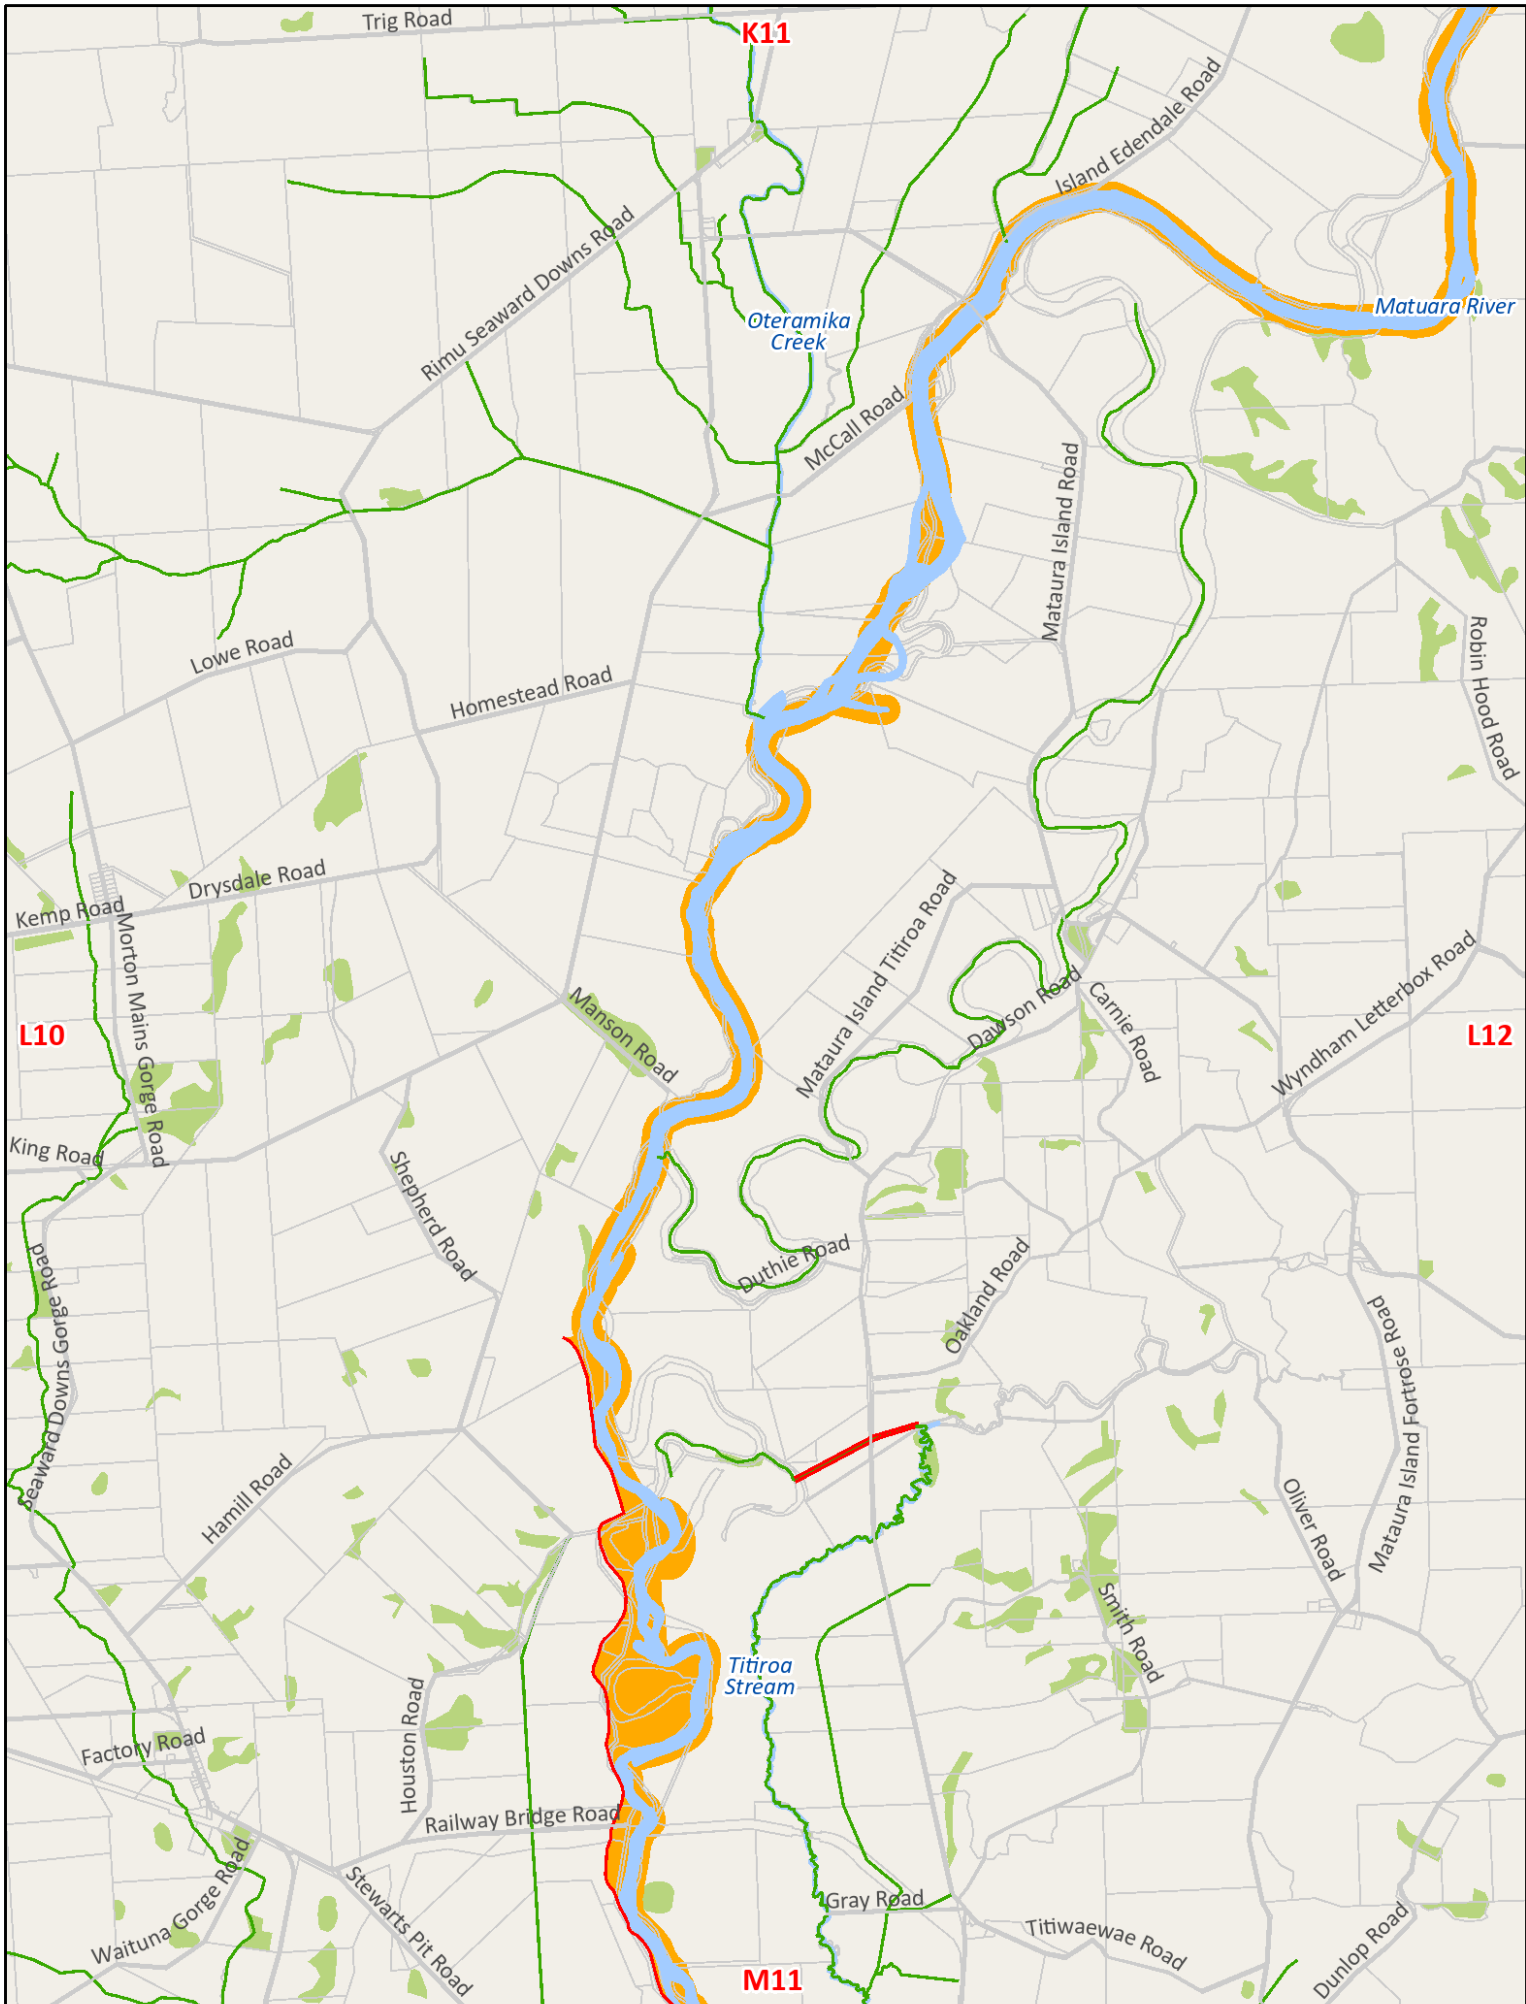 Trig Road
K11
Island Edendale Road
Rimu Seaward Downs Road
Matuara River
Oteramika
Creek
McCall Road
Mataura Island Road
Lowe Road
Homestead Road
Robin Hood Road
Drysdale Road
Kemp Road
Morton Mains Gorge Road
Mataura Island Titiroa Road
Manson Road
Dawson Road
Carnie Road
Wyndham Letterbox Road
L10
L12
King Road
Shepherd Road
Duthie Road
Oakland Road
Seaward Downs Gorge Road
Mataura Island Fortrose Road
Hamill Road
Oliver Road
Smith Road
Titiroa
Stream
Houston Road
Factory Road
Railway Bridge Road
Waituna Gorge Road
Stewarts Pit Road
Gray Road
Titiwaewae Road
Dunlop Road
M11